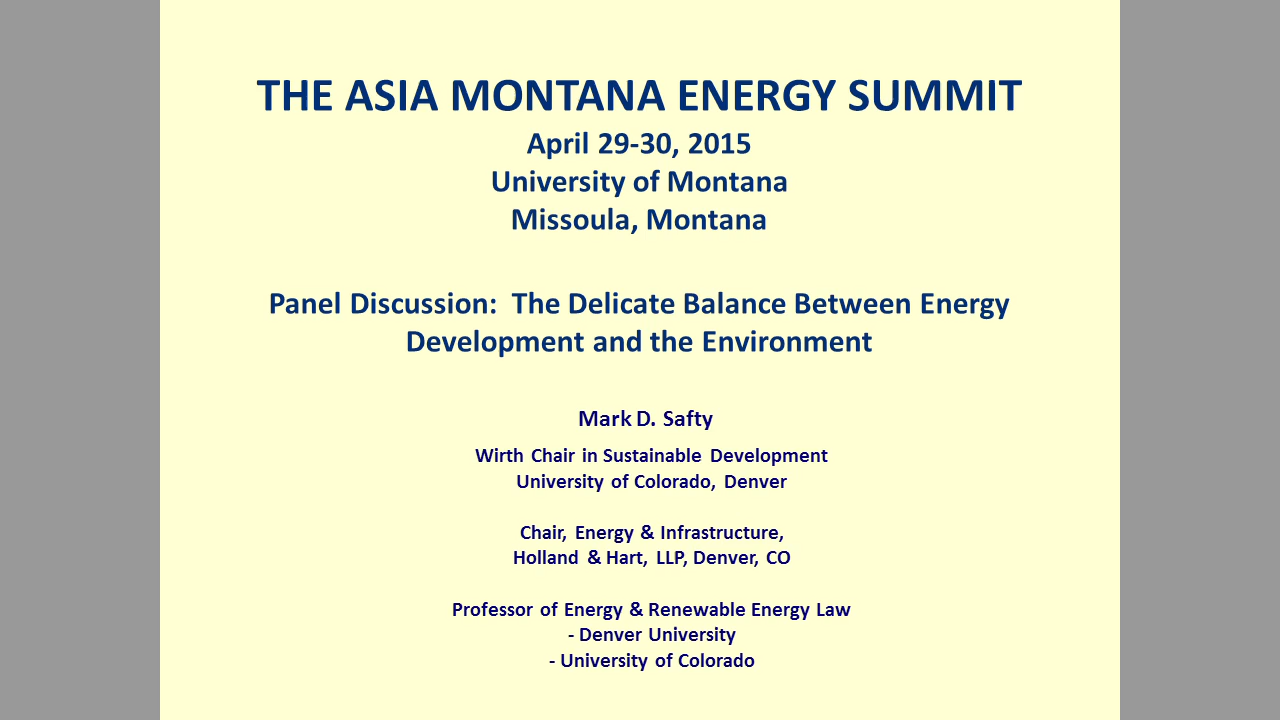 THE ASIA MONTANA ENERGY SUMMIT
April 29-30, 2015
University of Montana
Missoula, Montana
Panel Discussion:  The Delicate Balance Between Energy
Development and the Environment
Mark D. Safty
Wirth Chair in Sustainable Development
University of Colorado, Denver
Chair, Energy & Infrastructure,
Holland & Hart, LLP, Denver, CO
Professor of Energy & Renewable Energy Law
- Denver University
- University of Colorado